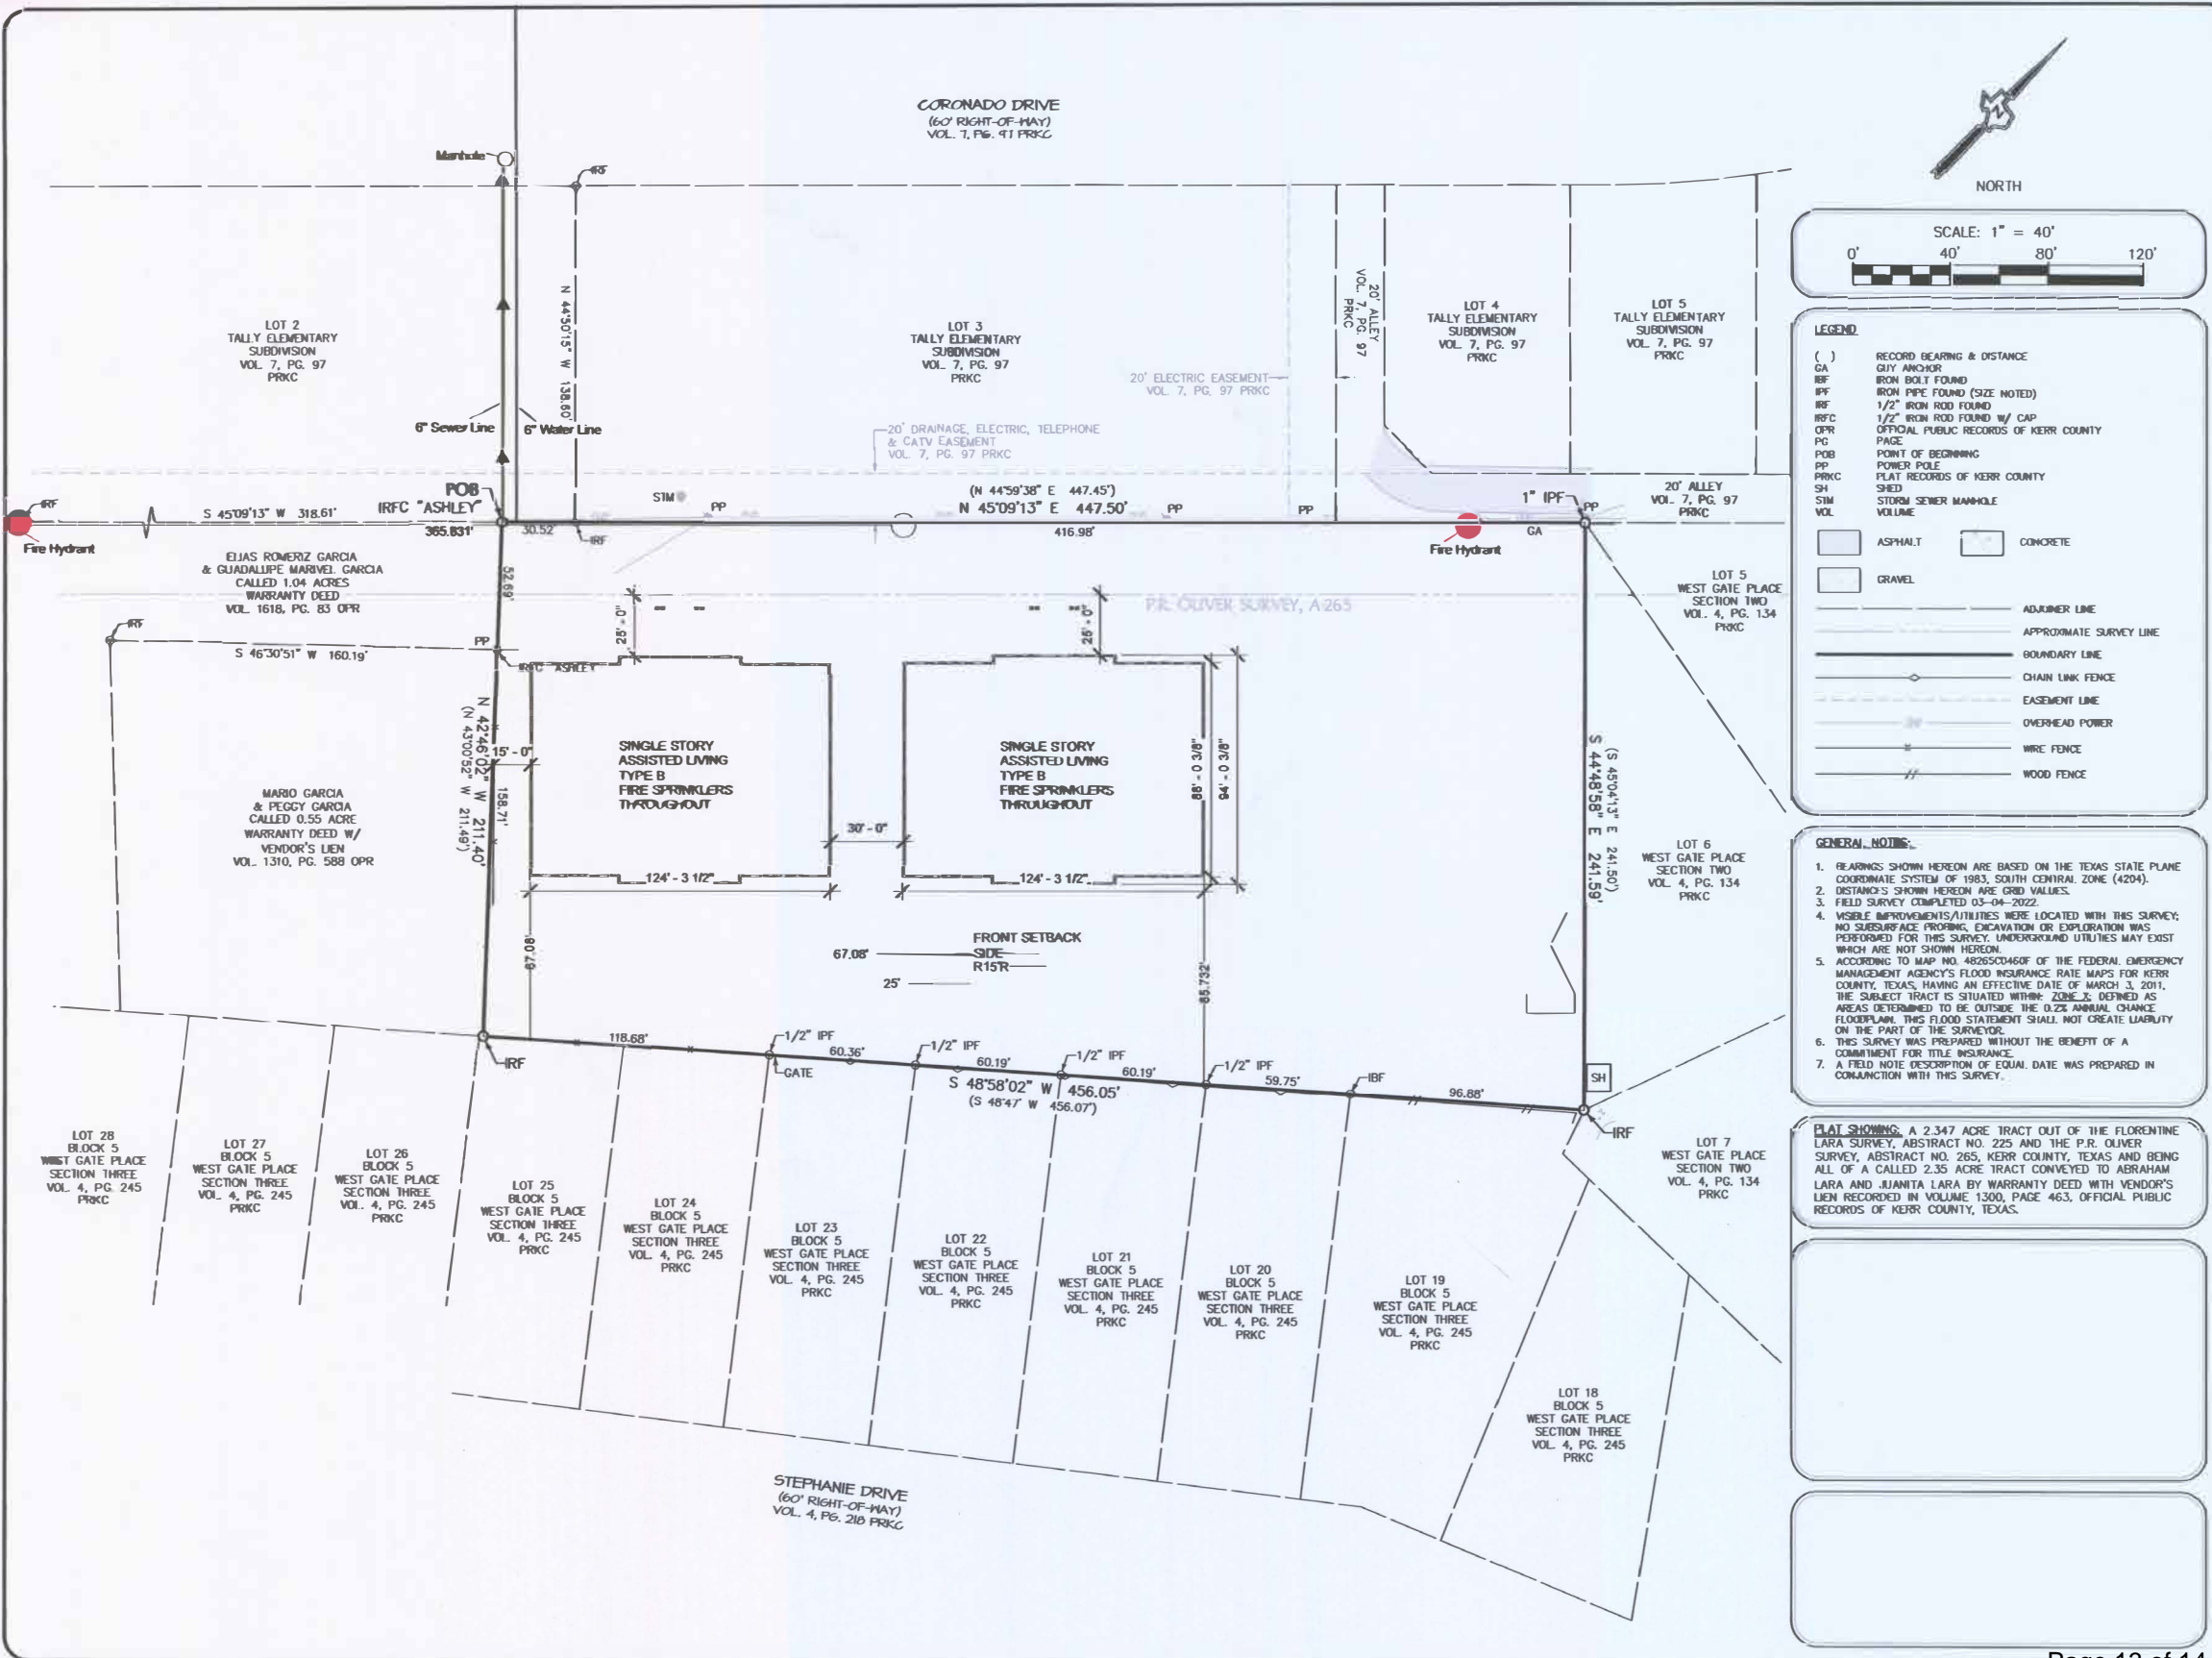 CORONADO DRIVE
(60' RIGHT-OF-WAY)
VOL. 7, PG. 97 PRKC
NORTH
Manhole
IRF
SCALE: 1" = 40'
0' 40' 80' 120'
LOT 2
TALLY ELEMENTARY
SUBDIVISION
VOL. 7, PG. 97
PRKC
N 44°50'15" W 138.60'
LOT 3
TALLY ELEMENTARY
SUBDIVISION
VOL. 7, PG. 97
PRKC
20' ELECTRIC EASEMENT
VOL. 7, PG. 97 PRKC
20' ALLEY
VOL. 7, PG. 97
PRKC
LOT 4
TALLY ELEMENTARY
SUBDIVISION
VOL. 7, PG. 97
PRKC
LOT 5
TALLY ELEMENTARY
SUBDIVISION
VOL. 7, PG. 97
PRKC
6" Sewer Line
6" Water Line
20' DRAINAGE, ELECTRIC, TELEPHONE
& CATV EASEMENT
VOL. 7, PG. 97 PRKC
POB
IRFC "ASHLEY"
STM
PP
(N 44°59'38" E 447.45')
N 45°09'13" E 447.50'
PP
PP
1" IPF
PP
20' ALLEY
VOL. 7, PG. 97
PRKC
IRF
S 45°09'13" W 318.61'
365.831'
30.52'
IRF
416.98'
GA
Fire Hydrant
Fire Hydrant
ELIAS ROMERIZ GARCIA
& GUADALUPE MARIVEL GARCIA
CALLED 1.04 ACRES
WARRANTY DEED
VOL. 1618, PG. 83 OPR
52.69'
25' - 0"
25' - 0"
P.R. OLIVER SURVEY, A 265
LOT 5
WEST GATE PLACE
SECTION TWO
VOL. 4, PG. 134
PRKC
IRF
S 46°30'51" W 160.19'
PP
IRFC "ASHLEY"
N 42°46'02" W 211.40'
(N 43°00'52" W 211.49')
15' - 0"
158.71'
SINGLE STORY
ASSISTED LIVING
TYPE B
FIRE SPRINKLERS
THROUGHOUT
SINGLE STORY
ASSISTED LIVING
TYPE B
FIRE SPRINKLERS
THROUGHOUT
88' - 0 3/8"
94' - 0 3/8"
30' - 0"
124' - 3 1/2"
124' - 3 1/2"
(S 45°04'13" E 241.50')
S 44°48'58" E 241.59'
MARIO GARCIA
& PEGGY GARCIA
CALLED 0.55 ACRE
WARRANTY DEED W/
VENDOR'S LIEN
VOL. 1310, PG. 588 OPR
LOT 6
WEST GATE PLACE
SECTION TWO
VOL. 4, PG. 134
PRKC
67.08'
FRONT SETBACK
67.08'
SIDE
R15'R
25'
85.732'
118.68'
1/2" IPF
GATE
60.36'
1/2" IPF
60.19'
1/2" IPF
60.19'
1/2" IPF
59.75'
IBF
96.88'
SH
IRF
IRF
S 48°58'02" W 456.05'
(S 48°47' W 456.07')
LOT 7
WEST GATE PLACE
SECTION TWO
VOL. 4, PG. 134
PRKC
LOT 28
BLOCK 5
WEST GATE PLACE
SECTION THREE
VOL. 4, PG. 245
PRKC
LOT 27
BLOCK 5
WEST GATE PLACE
SECTION THREE
VOL. 4, PG. 245
PRKC
LOT 26
BLOCK 5
WEST GATE PLACE
SECTION THREE
VOL. 4, PG. 245
PRKC
LOT 25
BLOCK 5
WEST GATE PLACE
SECTION THREE
VOL. 4, PG. 245
PRKC
LOT 24
BLOCK 5
WEST GATE PLACE
SECTION THREE
VOL. 4, PG. 245
PRKC
LOT 23
BLOCK 5
WEST GATE PLACE
SECTION THREE
VOL. 4, PG. 245
PRKC
LOT 22
BLOCK 5
WEST GATE PLACE
SECTION THREE
VOL. 4, PG. 245
PRKC
LOT 21
BLOCK 5
WEST GATE PLACE
SECTION THREE
VOL. 4, PG. 245
PRKC
LOT 20
BLOCK 5
WEST GATE PLACE
SECTION THREE
VOL. 4, PG. 245
PRKC
LOT 19
BLOCK 5
WEST GATE PLACE
SECTION THREE
VOL. 4, PG. 245
PRKC
LOT 18
BLOCK 5
WEST GATE PLACE
SECTION THREE
VOL. 4, PG. 245
PRKC
STEPHANIE DRIVE
(60' RIGHT-OF-WAY)
VOL. 4, PG. 218 PRKC
LEGEND
( ) RECORD BEARING & DISTANCE
GA GUY ANCHOR
IBF IRON BOLT FOUND
IPF IRON PIPE FOUND (SIZE NOTED)
IRF 1/2" IRON ROD FOUND
IRFC 1/2" IRON ROD FOUND W/ CAP
OPR OFFICIAL PUBLIC RECORDS OF KERR COUNTY
PG PAGE
POB POINT OF BEGINNING
PP POWER POLE
PRKC PLAT RECORDS OF KERR COUNTY
SH SHED
STM STORM SEWER MANHOLE
VOL VOLUME
ASPHALT CONCRETE
GRAVEL
ADJOINER LINE
APPROXIMATE SURVEY LINE
BOUNDARY LINE
CHAIN LINK FENCE
EASEMENT LINE
OVERHEAD POWER
WIRE FENCE
WOOD FENCE
GENERAL NOTES:
1. BEARINGS SHOWN HEREON ARE BASED ON THE TEXAS STATE PLANE
COORDINATE SYSTEM OF 1983, SOUTH CENTRAL ZONE (4204).
2. DISTANCES SHOWN HEREON ARE GRID VALUES.
3. FIELD SURVEY COMPLETED 03-04-2022.
4. VISIBLE IMPROVEMENTS/UTILITIES WERE LOCATED WITH THIS SURVEY;
NO SUBSURFACE PROBING, EXCAVATION OR EXPLORATION WAS
PERFORMED FOR THIS SURVEY. UNDERGROUND UTILITIES MAY EXIST
WHICH ARE NOT SHOWN HEREON.
5. ACCORDING TO MAP NO. 48265C0460F OF THE FEDERAL EMERGENCY
MANAGEMENT AGENCY'S FLOOD INSURANCE RATE MAPS FOR KERR
COUNTY, TEXAS, HAVING AN EFFECTIVE DATE OF MARCH 3, 2011,
THE SUBJECT TRACT IS SITUATED WITHIN: ZONE X; DEFINED AS
AREAS DETERMINED TO BE OUTSIDE THE 0.2% ANNUAL CHANCE
FLOODPLAIN. THIS FLOOD STATEMENT SHALL NOT CREATE LIABILITY
ON THE PART OF THE SURVEYOR.
6. THIS SURVEY WAS PREPARED WITHOUT THE BENEFIT OF A
COMMITMENT FOR TITLE INSURANCE.
7. A FIELD NOTE DESCRIPTION OF EQUAL DATE WAS PREPARED IN
CONJUNCTION WITH THIS SURVEY.
PLAT SHOWING: A 2.347 ACRE TRACT OUT OF THE FLORENTINE
LARA SURVEY, ABSTRACT NO. 225 AND THE P.R. OLIVER
SURVEY, ABSTRACT NO. 265, KERR COUNTY, TEXAS AND BEING
ALL OF A CALLED 2.35 ACRE TRACT CONVEYED TO ABRAHAM
LARA AND JUANITA LARA BY WARRANTY DEED WITH VENDOR'S
LIEN RECORDED IN VOLUME 1300, PAGE 463, OFFICIAL PUBLIC
RECORDS OF KERR COUNTY, TEXAS.